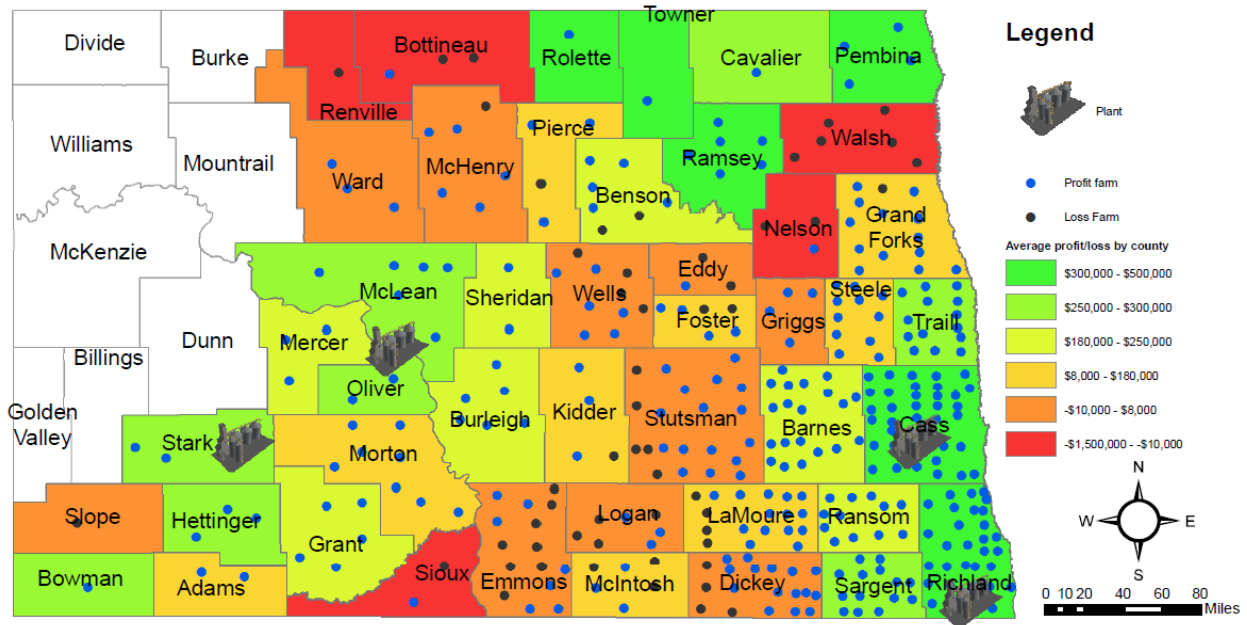 Towner
Divide
Burke
Bottineau
Rolette
Cavalier
Pembina
Renville
Williams
Mountrail
Ward
McHenry
Pierce
Benson
Ramsey
Walsh
Nelson
Grand
Forks
McKenzie
Dunn
Billings
Golden
Valley
McLean
Sheridan
Wells
Eddy
Foster
Griggs
Steele
Traill
Mercer
Oliver
Burleigh
Kidder
Stutsman
Barnes
Cass
Stark
Morton
Slope
Hettinger
Grant
Logan
LaMoure
Ransom
Bowman
Adams
Sioux
Emmons
McIntosh
Dickey
Sargent
Richland
Legend
Plant
Profit farm
Loss Farm
Average profit/loss by county
$300,000 - $500,000
$250,000 - $300,000
$180,000 - $250,000
$8,000 - $180,000
-$10,000 - $8,000
-$1,500,000 - -$10,000
N
W E
S
0 10 20 40 60 80
Miles